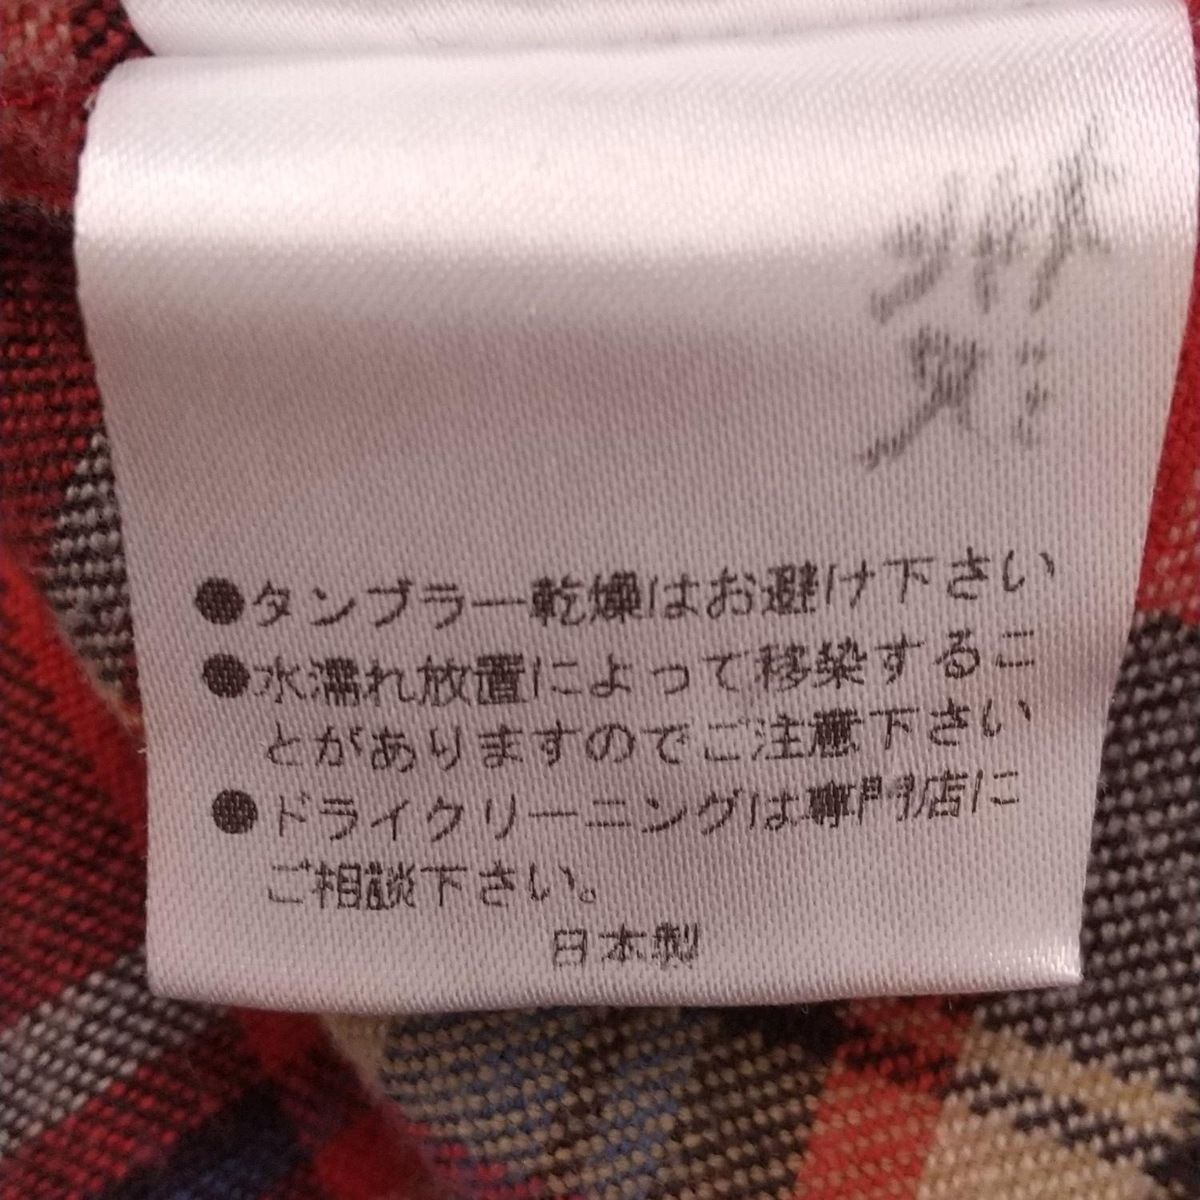 ●タンブラー乾燥はお避け下さい
●水濡れ放置によって移染するこ
とがありますのでご注意下さい
●ドライクリーニングは専門店に
ご相談下さい。
日本製